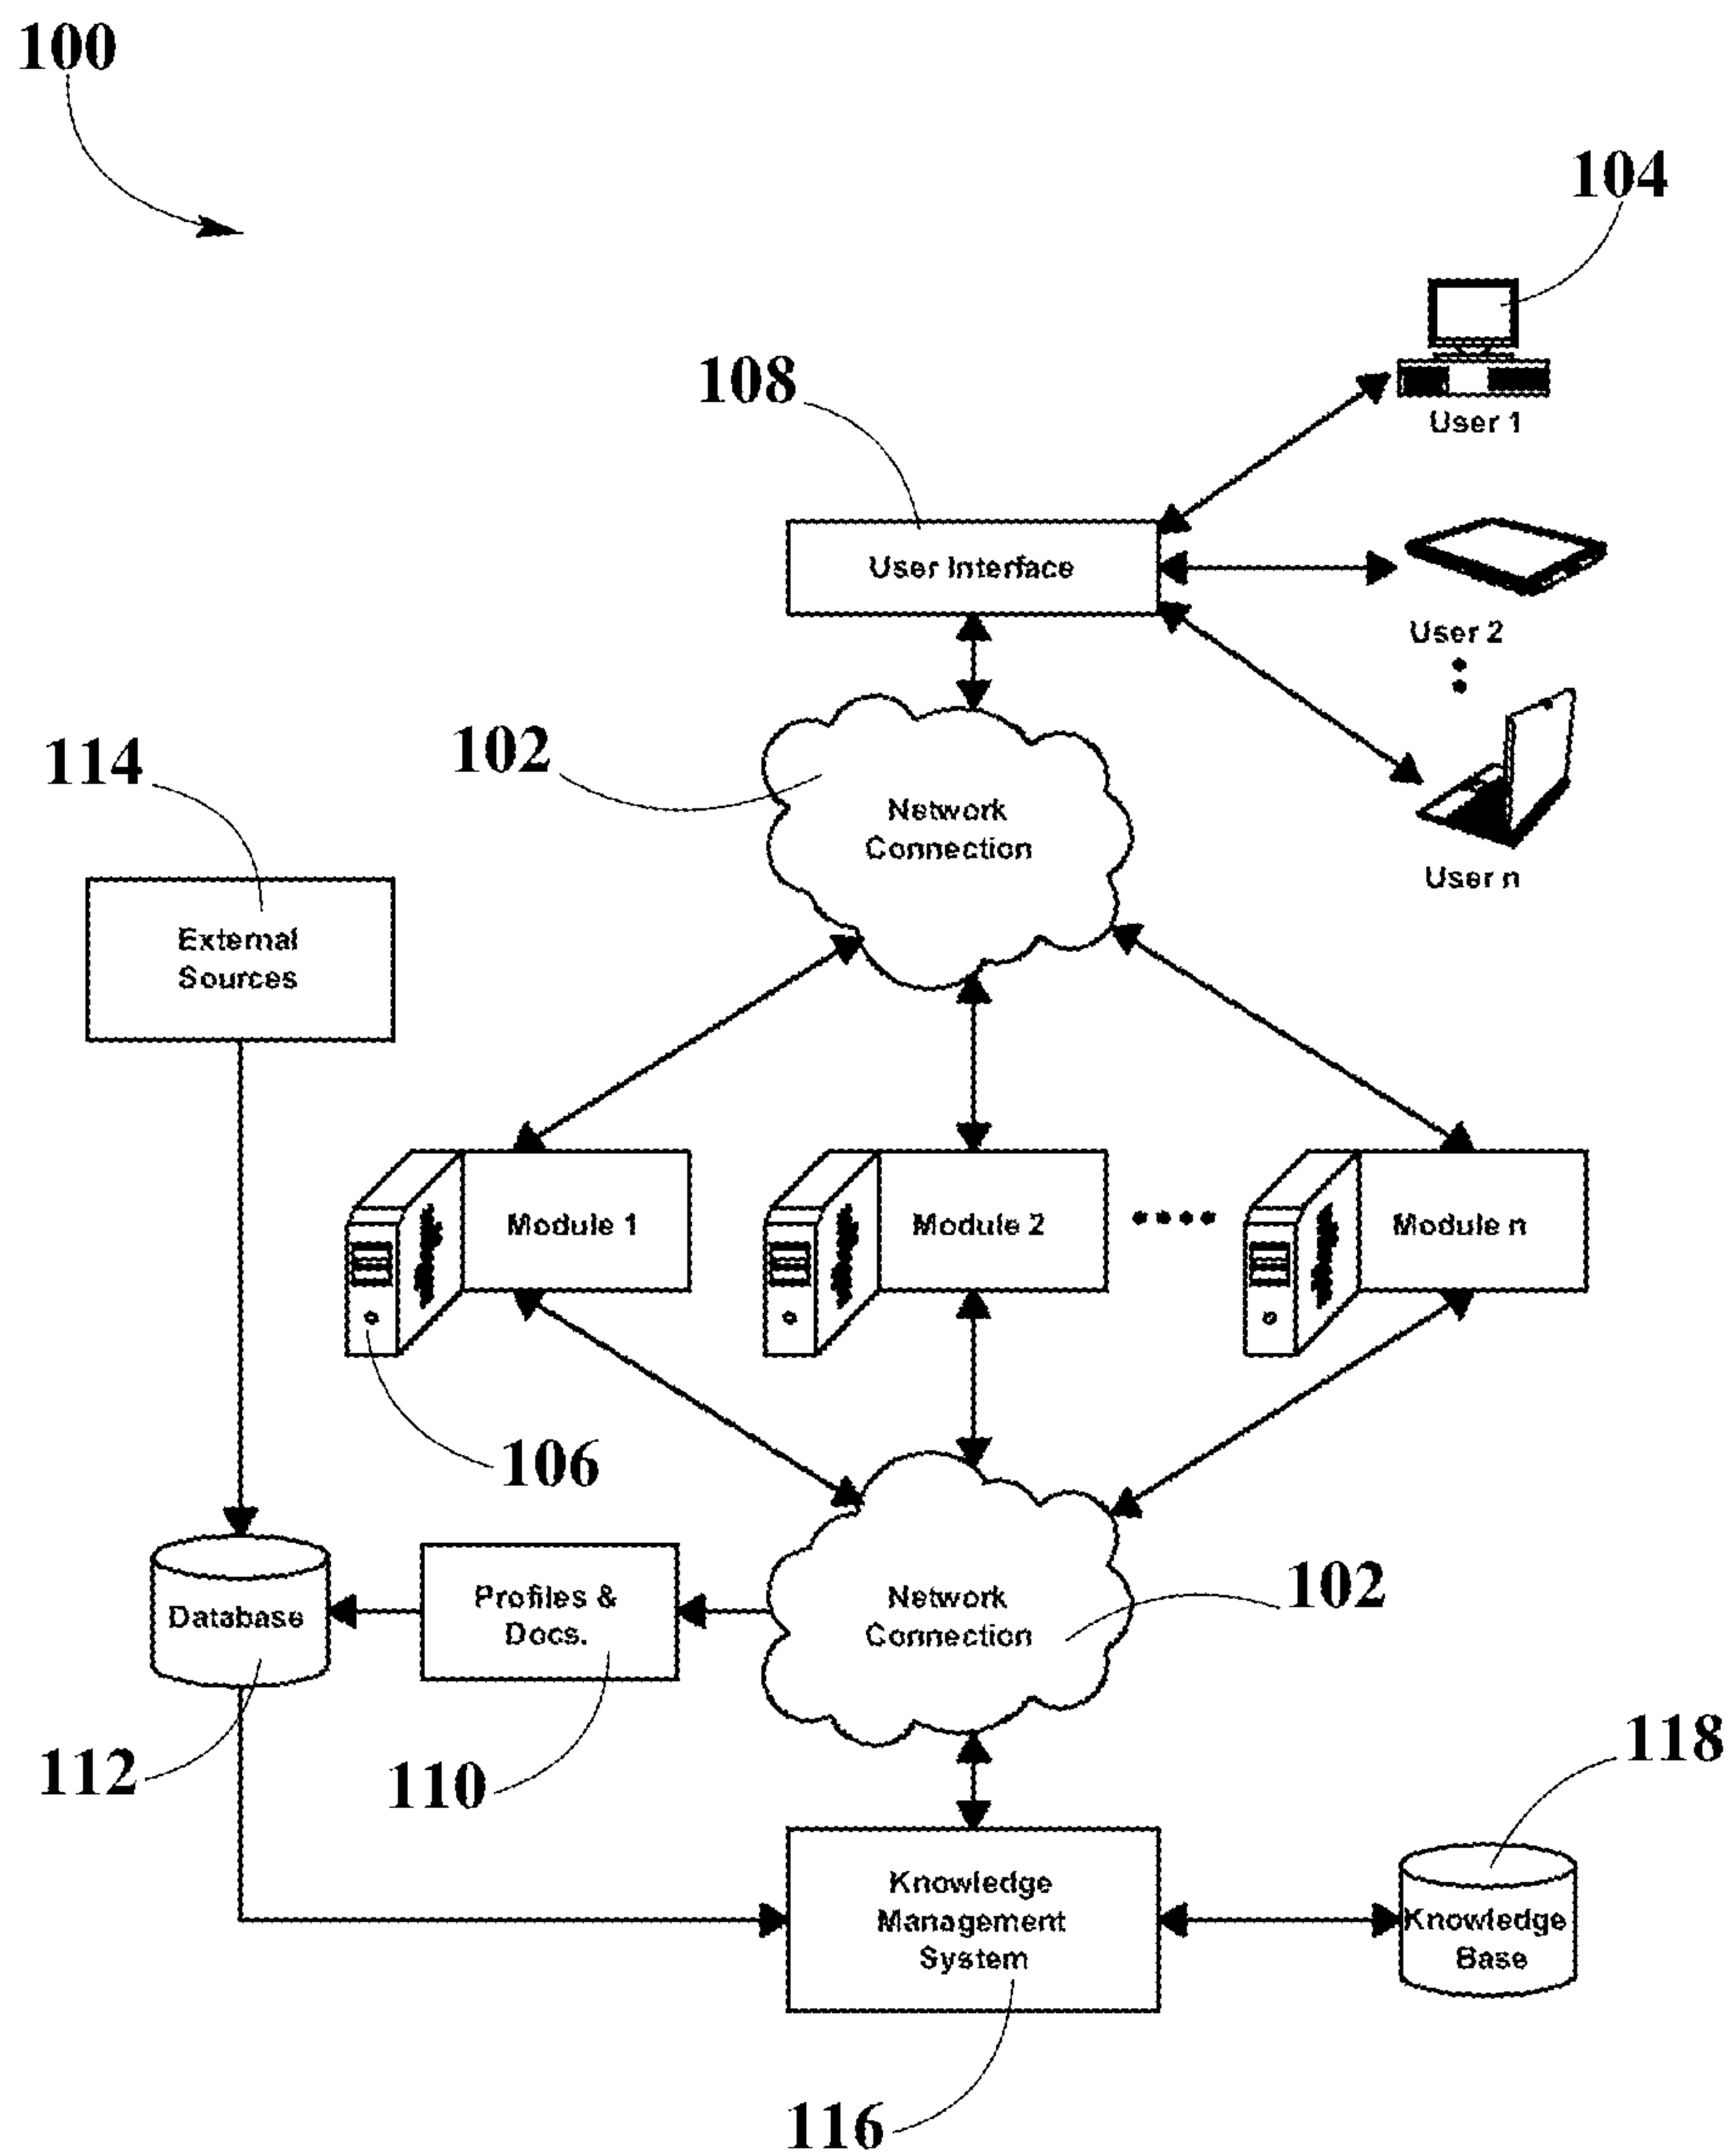 100
104
108
User 1
User Interface
User 2
114
102
Network
Connection
User n
External
Sources
Module 1
Module 2
Module n
106
Database
Profiles &
Docs.
Network
Connection
102
112
110
118
Knowledge
Management
System
Knowledge
Base
116